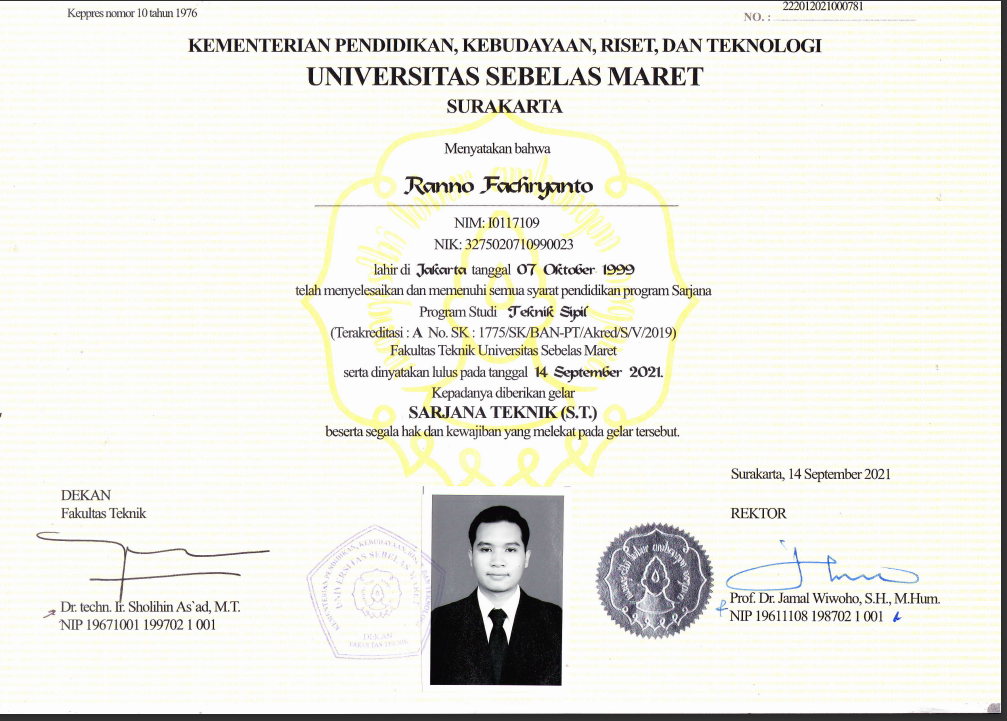 Keppres nomor 10 tahun 1976
NO. : 222012021000781
KEMENTERIAN PENDIDIKAN, KEBUDAYAAN, RISET, DAN TEKNOLOGI
UNIVERSITAS SEBELAS MARET
SURAKARTA
Menyatakan bahwa
Ranno Fachryanto
NIM: I0117109
NIK: 3275020710990023
lahir di Jakarta tanggal 07 Oktober 1999
telah menyelesaikan dan memenuhi semua syarat pendidikan program Sarjana
Program Studi Teknik Sipil
(Terakreditasi : A No. SK : 1775/SK/BAN-PT/Akred/S/V/2019)
Fakultas Teknik Universitas Sebelas Maret
serta dinyatakan lulus pada tanggal 14 September 2021.
Kepadanya diberikan gelar
SARJANA TEKNIK (S.T.)
beserta segala hak dan kewajiban yang melekat pada gelar tersebut.
Surakarta, 14 September 2021
DEKAN
Fakultas Teknik
REKTOR
KEMENTERIAN PENDIDIKAN, KEBUDAYAAN, RISET, DAN TEKNOLOGI
UNIVERSITAS SEBELAS MARET
DEKAN
FAKULTAS TEKNIK
Dr. techn. Ir. Sholihin As`ad, M.T.
NIP 19671001 199702 1 001
Prof. Dr. Jamal Wiwoho, S.H., M.Hum.
NIP 19611108 198702 1 001